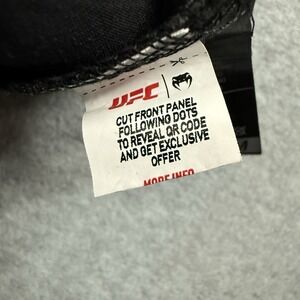 UFC
CUT FRONT PANEL
FOLLOWING DOTS
TO REVEAL QR CODE
AND GET EXCLUSIVE
OFFER
MORE INFO